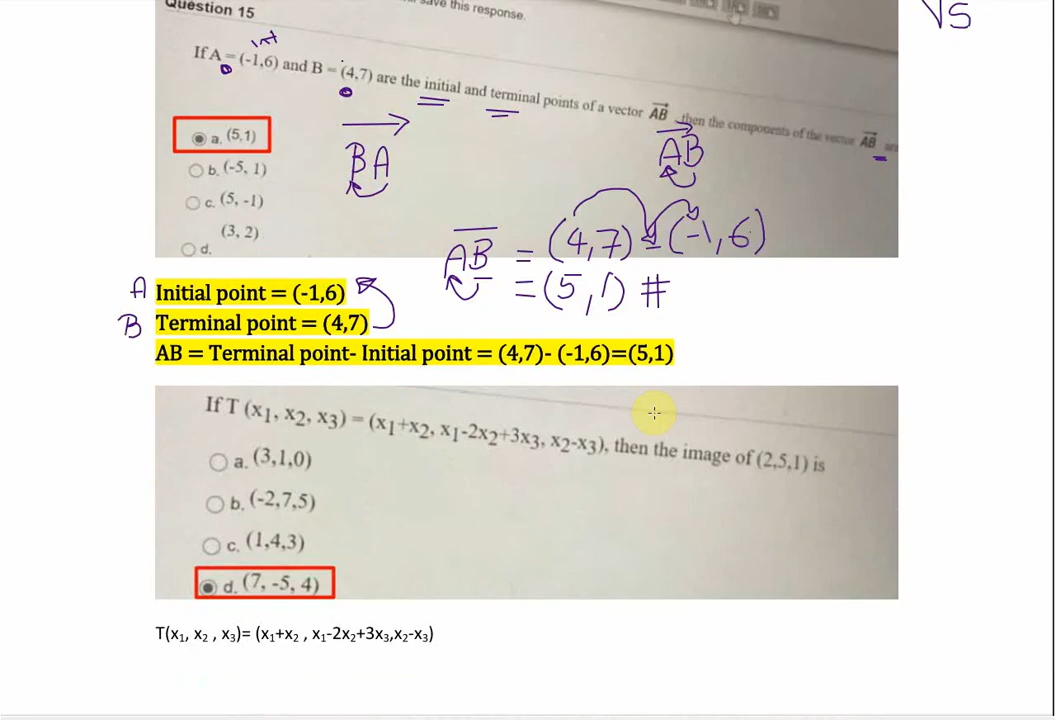 save this response.
√5
Question 15
int
If A = (-1,6) and B = (4,7) are the initial and terminal points of a vector AB, then the components of the vector AB are
a. (5,1)
b. (-5, 1)
c. (5, -1)
(3, 2)
d.
BA
AB
AB = (4,7) - (-1,6)
= (5,1) #
A Initial point = (-1,6)
B Terminal point = (4,7)
AB = Terminal point- Initial point = (4,7)- (-1,6)=(5,1)
If T (x₁, x₂, x₃) = (x₁+x₂, x₁-2x₂+3x₃, x₂-x₃), then the image of (2,5,1) is
a. (3,1,0)
b. (-2,7,5)
c. (1,4,3)
d. (7, -5, 4)
T(x₁, x₂ , x₃)= (x₁+x₂ , x₁-2x₂+3x₃,x₂-x₃)